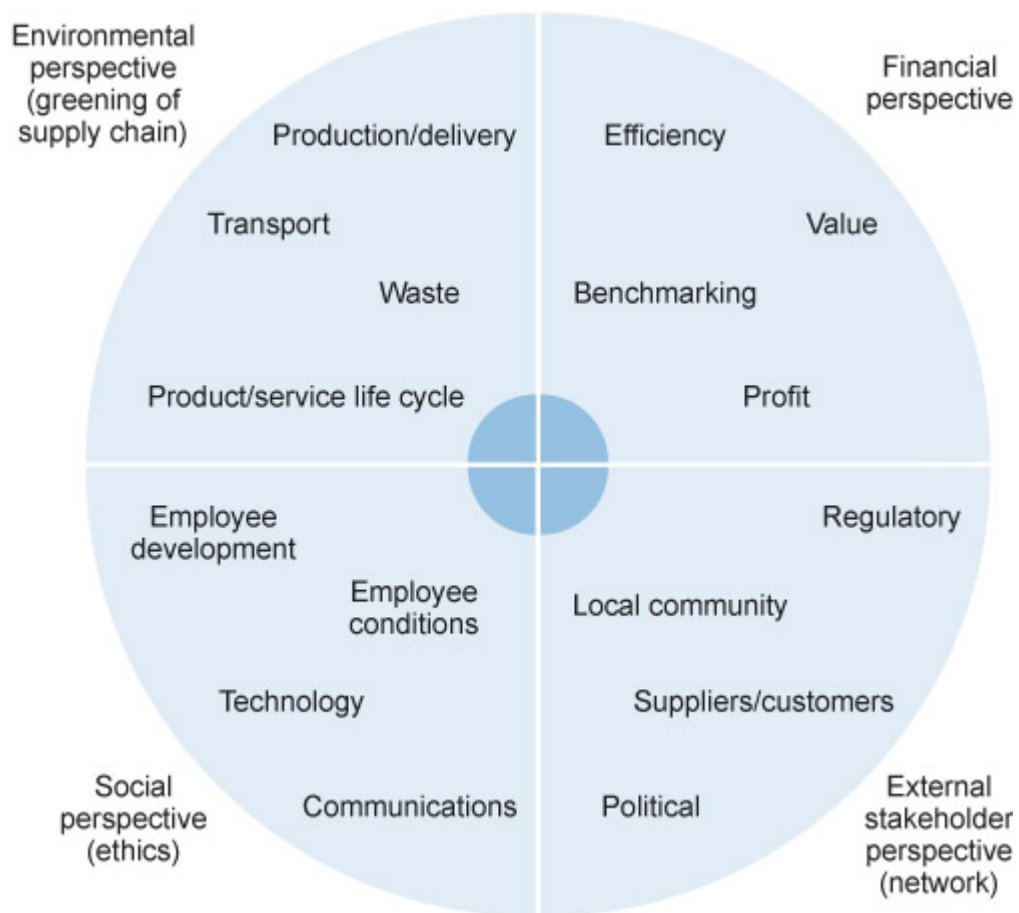 Environmental
perspective
(greening of
supply chain)
Financial
perspective
Production/delivery
Efficiency
Transport
Value
Waste
Benchmarking
Product/service life cycle
Profit
Employee
development
Regulatory
Employee
conditions
Local community
Technology
Suppliers/customers
Social
perspective
(ethics)
Communications
Political
External
stakeholder
perspective
(network)